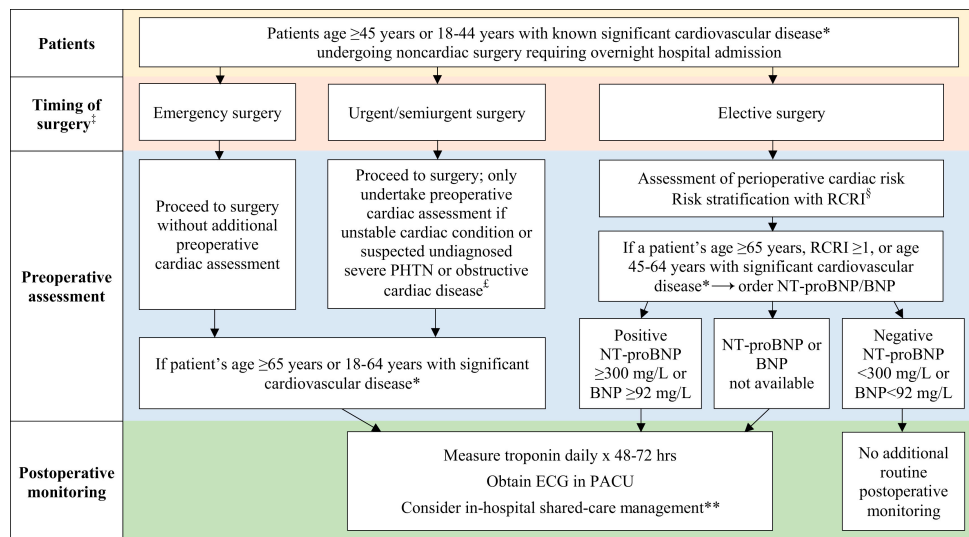 Patients
Patients age ≥45 years or 18-44 years with known significant cardiovascular disease*
undergoing noncardiac surgery requiring overnight hospital admission
Timing of
surgery‡
Emergency surgery
Urgent/semiurgent surgery
Elective surgery
Preoperative
assessment
Proceed to surgery
without additional
preoperative
cardiac assessment
Proceed to surgery; only
undertake preoperative
cardiac assessment if
unstable cardiac condition or
suspected undiagnosed
severe PHTN or obstructive
cardiac disease£
Assessment of perioperative cardiac risk
Risk stratification with RCRI§
If a patient's age ≥65 years, RCRI ≥1, or age
45-64 years with significant cardiovascular
disease* → order NT-proBNP/BNP
If patient's age ≥65 years or 18-64 years with significant
cardiovascular disease*
Positive
NT-proBNP
≥300 mg/L or
BNP ≥92 mg/L
NT-proBNP or
BNP
not available
Negative
NT-proBNP
<300 mg/L or
BNP<92 mg/L
Postoperative
monitoring
Measure troponin daily x 48-72 hrs
Obtain ECG in PACU
Consider in-hospital shared-care management**
No additional
routine
postoperative
monitoring